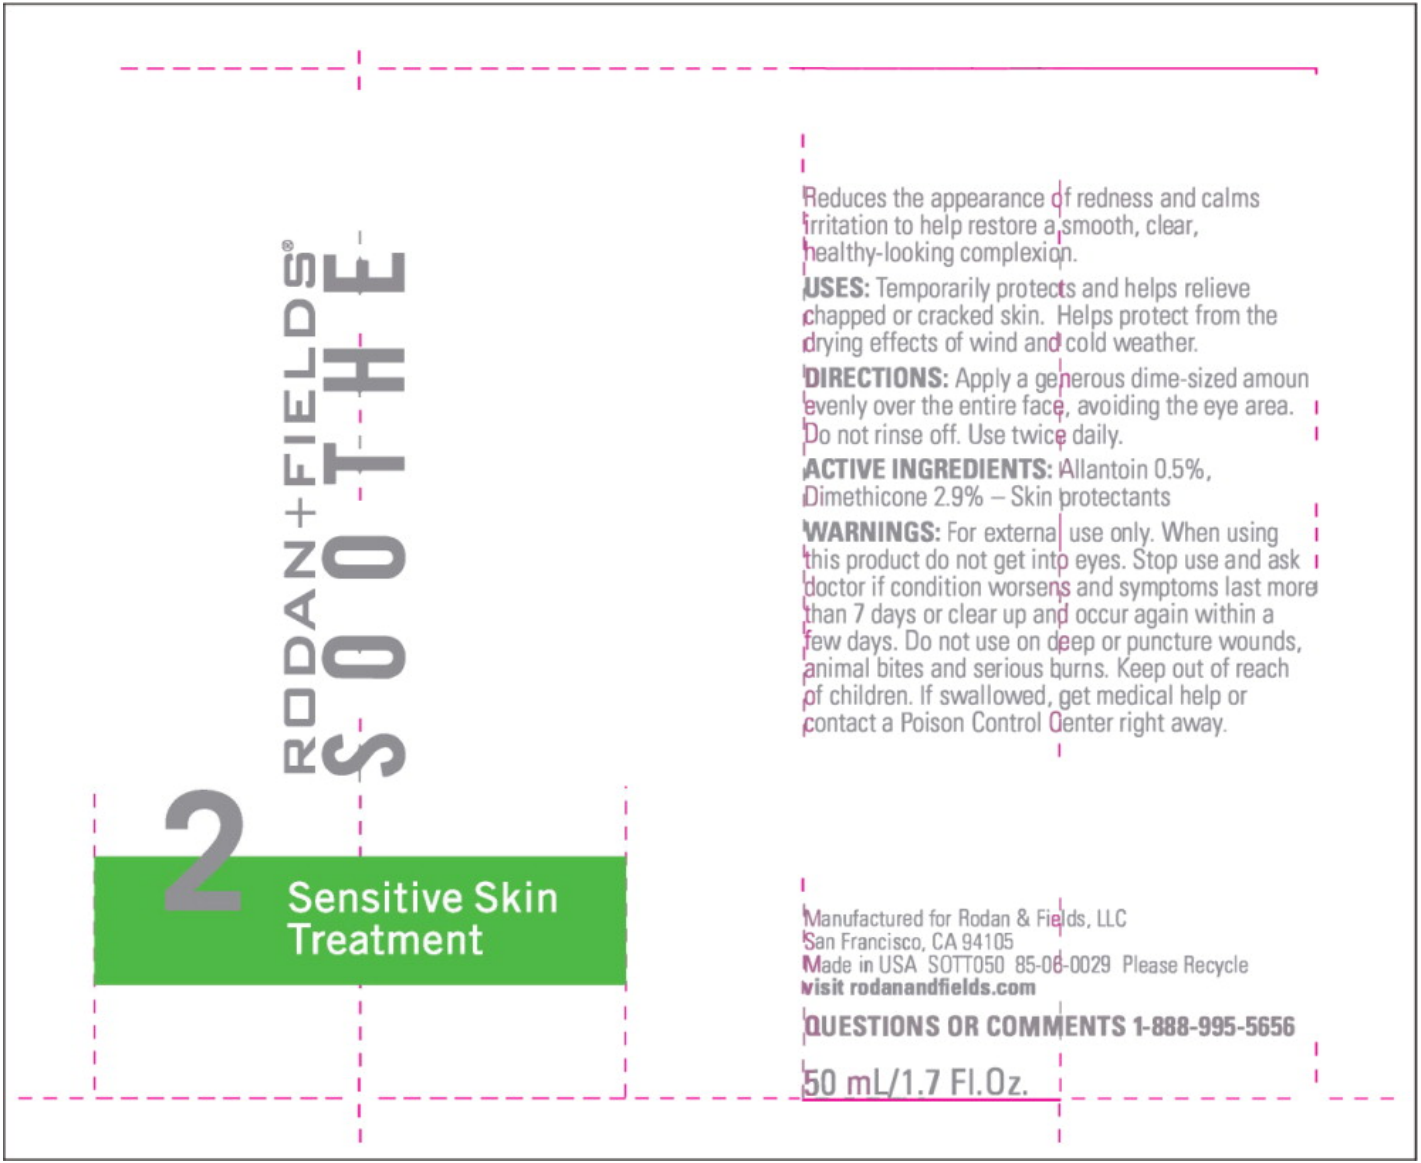 RODAN+FIELDS®
SOOTHE
2
Sensitive Skin
Treatment
Reduces the appearance of redness and calms
irritation to help restore a smooth, clear,
healthy-looking complexion.
USES: Temporarily protects and helps relieve
chapped or cracked skin. Helps protect from the
drying effects of wind and cold weather.
DIRECTIONS: Apply a generous dime-sized amoun
evenly over the entire face, avoiding the eye area.
Do not rinse off. Use twice daily.
ACTIVE INGREDIENTS: Allantoin 0.5%,
Dimethicone 2.9% – Skin protectants
WARNINGS: For external use only. When using
this product do not get into eyes. Stop use and ask
doctor if condition worsens and symptoms last more
than 7 days or clear up and occur again within a
few days. Do not use on deep or puncture wounds,
animal bites and serious burns. Keep out of reach
of children. If swallowed, get medical help or
contact a Poison Control Center right away.
Manufactured for Rodan & Fields, LLC
San Francisco, CA 94105
Made in USA SOTT050 85-06-0029 Please Recycle
visit rodanandfields.com
QUESTIONS OR COMMENTS 1-888-995-5656
50 mL/1.7 Fl.Oz.